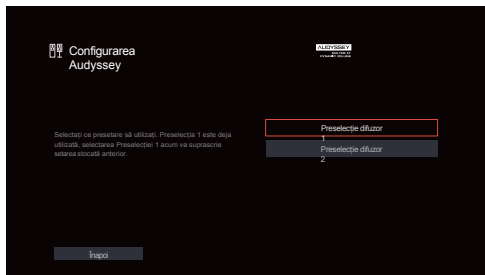 Configurarea
Audyssey
AUDYSSEY
Selectați ce presetare să utilizați. Preselecția 1 este deja
utilizată, selectarea Preselecției 1 acum va suprascrie
setarea stocată anterior.
Preselecție difuzor
1
Preselecție difuzor
2
Înapoi